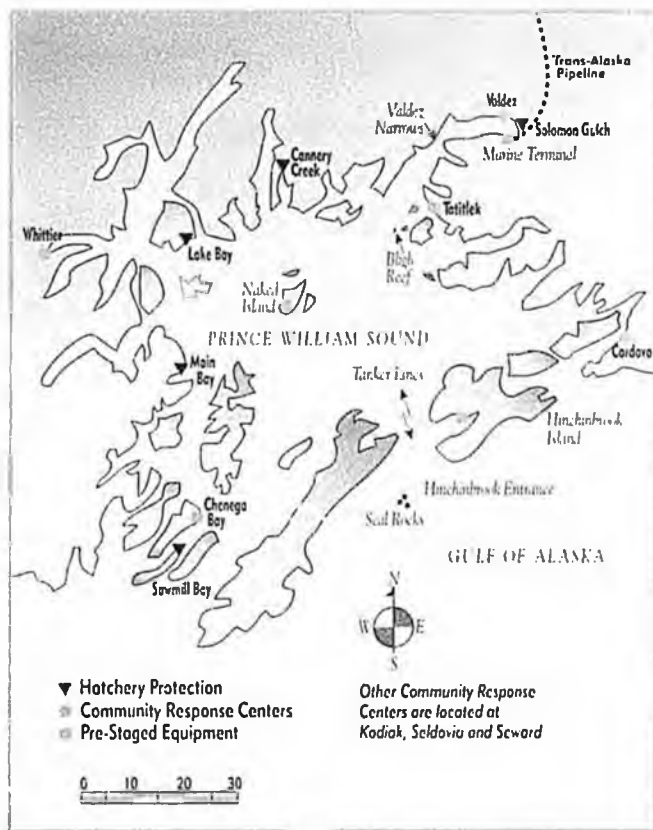 Trans-Alaska
Pipeline
Valdez
Valdez
Narrows
Solomon Gulch
Marine Terminal
Cannery
Creek
Tatitlek
Whittier
Lake Bay
Bligh
Reef
Naked
Island
PRINCE WILLIAM SOUND
Cordova
Main
Bay
Tanker Lanes
Hinchinbrook
Island
Chenega
Bay
Hinchinbrook Entrance
Seal Rocks
GULF OF ALASKA
Sawmill Bay
N
W E
S
Hatchery Protection
Community Response Centers
Pre-Staged Equipment
Other Community Response
Centers are located at
Kodiak, Seldovia and Seward
0 10 20 30